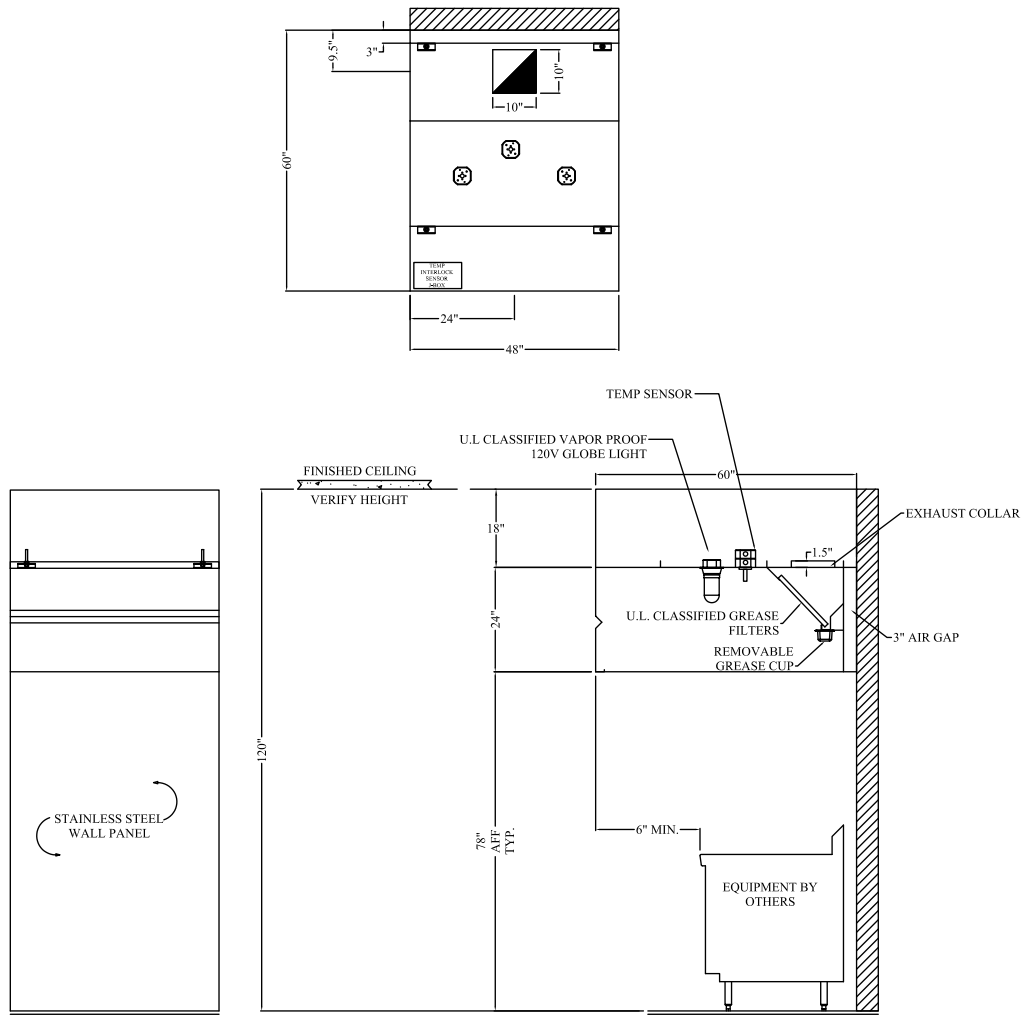 3"
9.5"
10"
10"
60"
TEMP
INTERLOCK
SENSOR
J-BOX
24"
48"
TEMP SENSOR
U.L CLASSIFIED VAPOR PROOF
120V GLOBE LIGHT
FINISHED CEILING
VERIFY HEIGHT
60"
18"
EXHAUST COLLAR
1.5"
24"
U.L. CLASSIFIED GREASE
FILTERS
3" AIR GAP
REMOVABLE
GREASE CUP
120"
STAINLESS STEEL
WALL PANEL
78"
AFF
TYP.
6" MIN.
EQUIPMENT BY
OTHERS